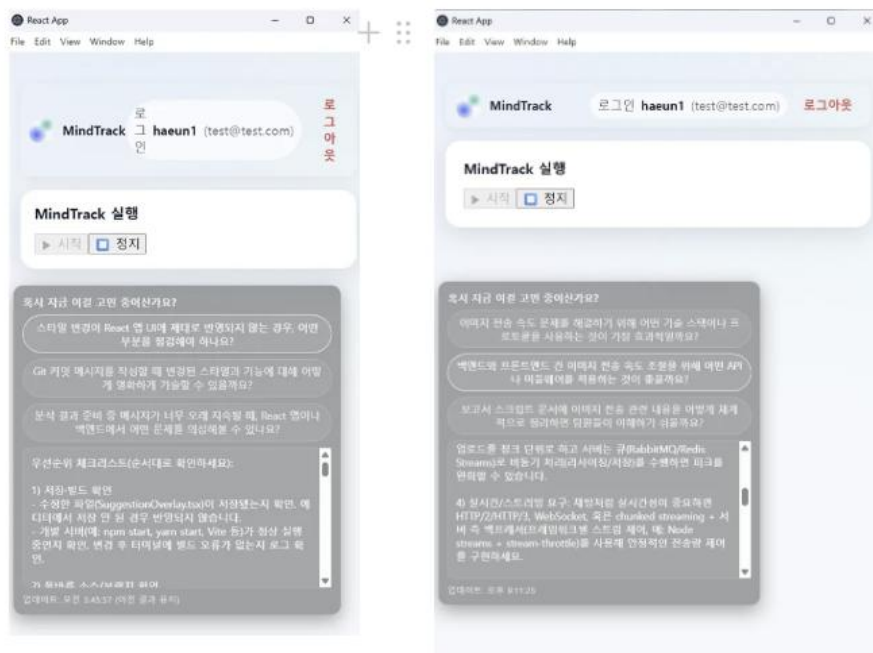 React App
File Edit View Window Help
MindTrack
로그인 haeun1 (test@test.com)
로그아웃
MindTrack 실행
▶ 시작 정지
혹시 지금 이걸 고민 중이신가요?
스타일 변경이 React 앱 UI에 제대로 반영되지 않는 경우, 어떤
부분을 점검해야 하나요?
Git 커밋 메시지를 작성할 때 변경된 스타일과 기능에 대해 어떻
게 명확하게 기술할 수 있을까요?
분석 결과 준비 중 메시지가 너무 오래 지속될 때, React 앱이나
백엔드에서 어떤 문제를 의심해볼 수 있나요?
우선순위 체크리스트(순서대로 확인하세요):
1) 저장·빌드 확인
- 수정한 파일(SuggestionOverlay.tsx)이 저장됐는지 확인. 에
디터에서 저장 안 된 경우 반영되지 않습니다.
- 개발 서버(예: npm start, yarn start, Vite 등)가 정상 실행
중인지 확인. 변경 후 터미널에 빌드 오류가 없는지 로그 확
인.
2) 올바른 소스/브랜치 확인
업데이트: 오전 3:45:37 (이전 결과 유지)
React App
File Edit View Window Help
MindTrack
로그인 haeun1 (test@test.com)
로그아웃
MindTrack 실행
▶ 시작 정지
혹시 지금 이걸 고민 중이신가요?
이미지 전송 속도 문제를 해결하기 위해 어떤 기술 스택이나 프
로토콜을 사용하는 것이 가장 효과적일까요?
백엔드와 프론트엔드 간 이미지 전송 속도 조절을 위해 어떤 API
나 미들웨어를 적용하는 것이 좋을까요?
보고서 스크립트 문서에 이미지 전송 관련 내용을 어떻게 체계
적으로 정리하면 팀원들이 이해하기 쉬울까요?
업로드를 청크 단위로 하고 서버는 큐(RabbitMQ/Redis
Streams)로 비동기 처리(리사이징/저장)를 수행하면 피크를
완화할 수 있습니다.
4) 실시간/스트리밍 요구: 채팅처럼 실시간성이 중요하면
HTTP/2/HTTP/3, WebSocket, 혹은 chunked streaming + 서
버 측 백프레셔(프레임워크별 스트림 제어, 예: Node
streams + stream-throttle)를 사용해 안정적인 전송량 제어
를 구현하세요.
업데이트: 오후 8:11:25